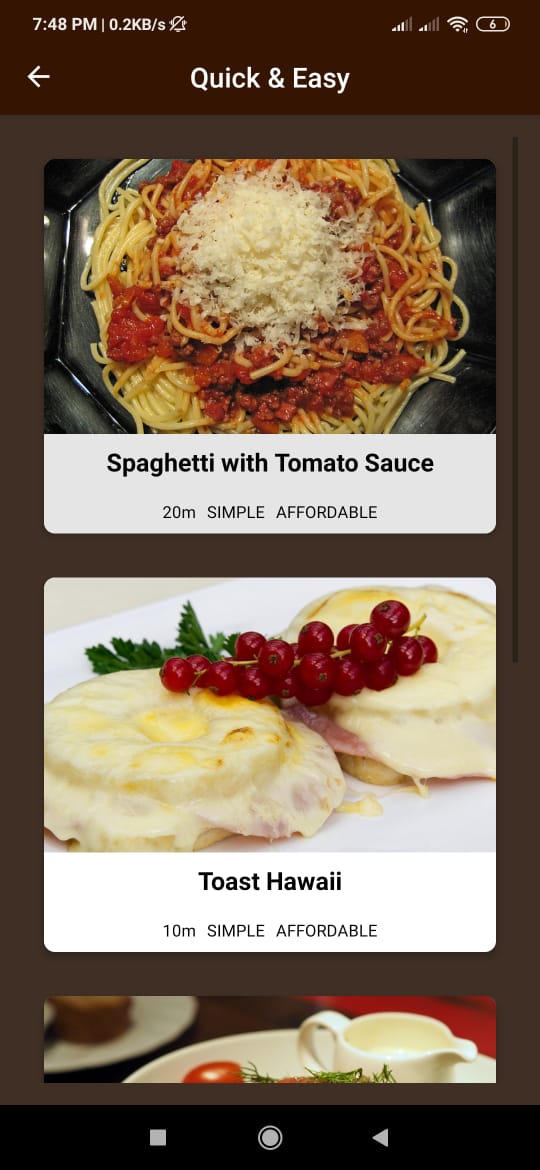 7:48 PM | 0.2KB/s
6
Quick & Easy
Spaghetti with Tomato Sauce
20m SIMPLE AFFORDABLE
Toast Hawaii
10m SIMPLE AFFORDABLE